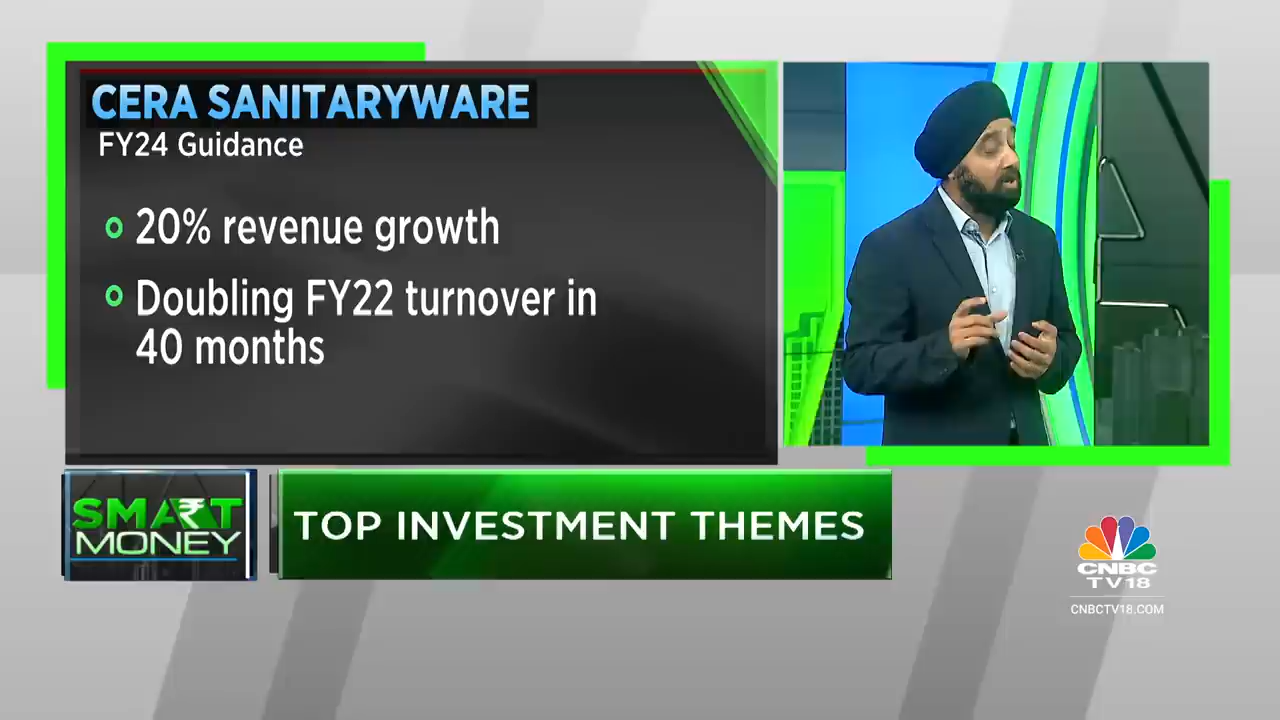 CERA SANITARYWARE
FY24 Guidance
20% revenue growth
Doubling FY22 turnover in
40 months
SMA₹T
MONEY
TOP INVESTMENT THEMES
CNBC
TV18
CNBCTV18.COM